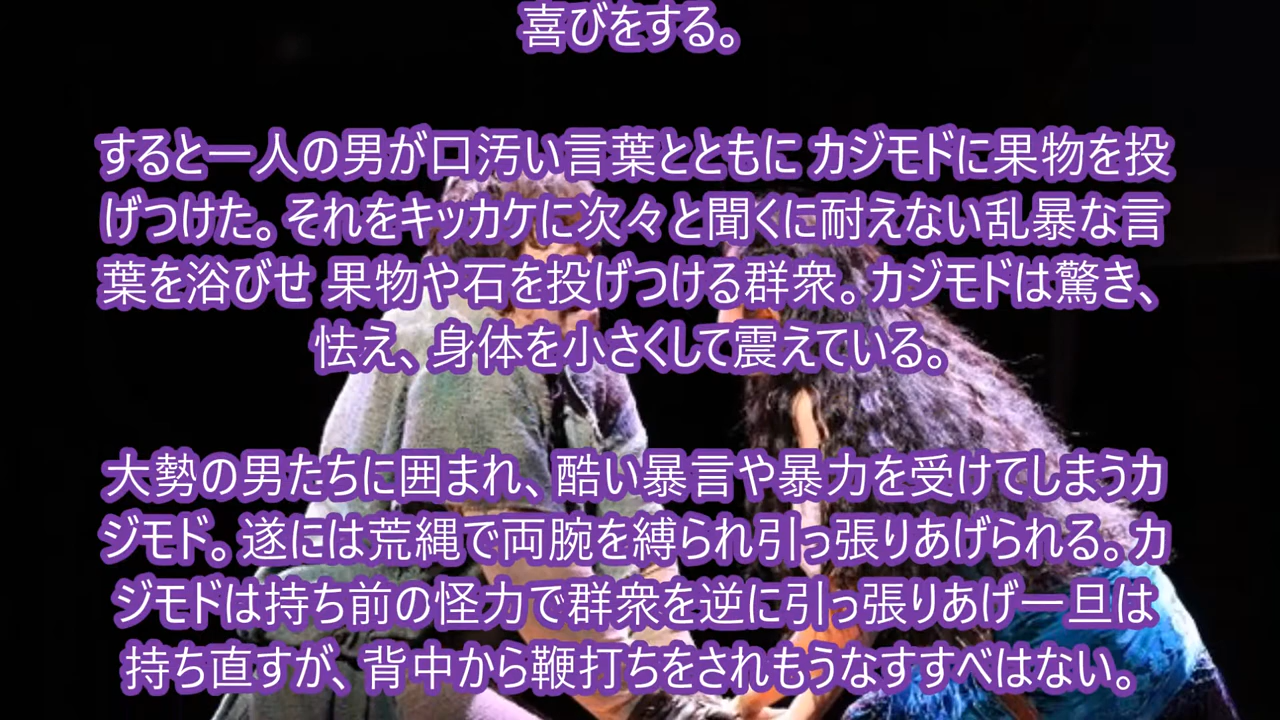 喜びをする。
すると一人の男が口汚い言葉とともに カジモドに果物を投
げつけた。それをキッカケに次々と聞くに耐えない乱暴な言
葉を浴びせ 果物や石を投げつける群衆。カジモドは驚き、
怯え、身体を小さくして震えている。
大勢の男たちに囲まれ、酷い暴言や暴力を受けてしまうカ
ジモド。遂には荒縄で両腕を縛られ引っ張りあげられる。カ
ジモドは持ち前の怪力で群衆を逆に引っ張りあげ一旦は
持ち直すが、背中から鞭打ちをされもうなすすべはない。